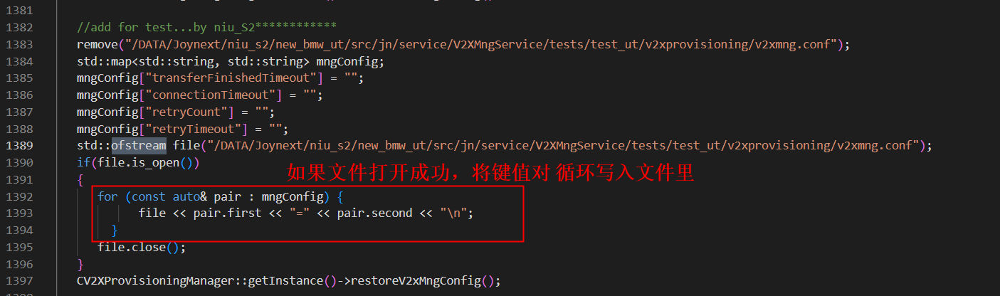 1381
1382 //add for test...by niu_S2************
1383 remove("/DATA/Joynext/niu_s2/new_bmw_ut/src/jn/service/V2XMngService/tests/test_ut/v2xprovisioning/v2xmng.conf");
1384 std::map<std::string, std::string> mngConfig;
1385 mngConfig["transferFinishedTimeout"] = "";
1386 mngConfig["connectionTimeout"] = "";
1387 mngConfig["retryCount"] = "";
1388 mngConfig["retryTimeout"] = "";
1389 std::ofstream file("/DATA/Joynext/niu_s2/new_bmw_ut/src/jn/service/V2XMngService/tests/test_ut/v2xprovisioning/v2xmng.conf");
1390 if(file.is_open())
如果文件打开成功，将键值对 循环写入文件里
1391 {
1392 for (const auto& pair : mngConfig) {
1393 file << pair.first << "=" << pair.second << "\n";
1394 }
1395 file.close();
1396 }
1397 CV2XProvisioningManager::getInstance()->restoreV2xMngConfig();